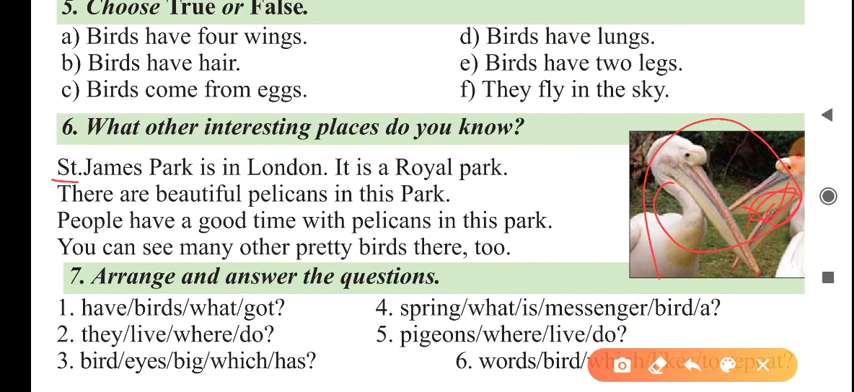 5. Choose True or False.
a) Birds have four wings.
b) Birds have hair.
c) Birds come from eggs.
d) Birds have lungs.
e) Birds have two legs.
f) They fly in the sky.
6. What other interesting places do you know?
St.James Park is in London. It is a Royal park.
There are beautiful pelicans in this Park.
People have a good time with pelicans in this park.
You can see many other pretty birds there, too.
7. Arrange and answer the questions.
1. have/birds/what/got?
2. they/live/where/do?
3. bird/eyes/big/which/has?
4. spring/what/is/messenger/bird/a?
5. pigeons/where/live/do?
6. words/bird/